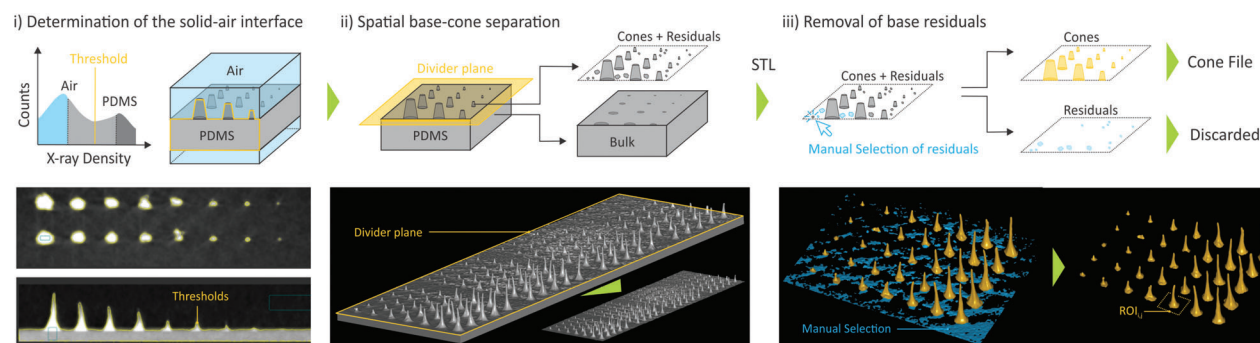 i) Determination of the solid-air interface
Threshold
Air
PDMS
Counts
X-ray Density
Air
PDMS
Thresholds
ii) Spatial base-cone separation
Divider plane
PDMS
Cones + Residuals
Bulk
Divider plane
STL
iii) Removal of base residuals
Cones + Residuals
Manual Selection of residuals
Cones
Cone File
Residuals
Discarded
Manual Selection
ROIi,j